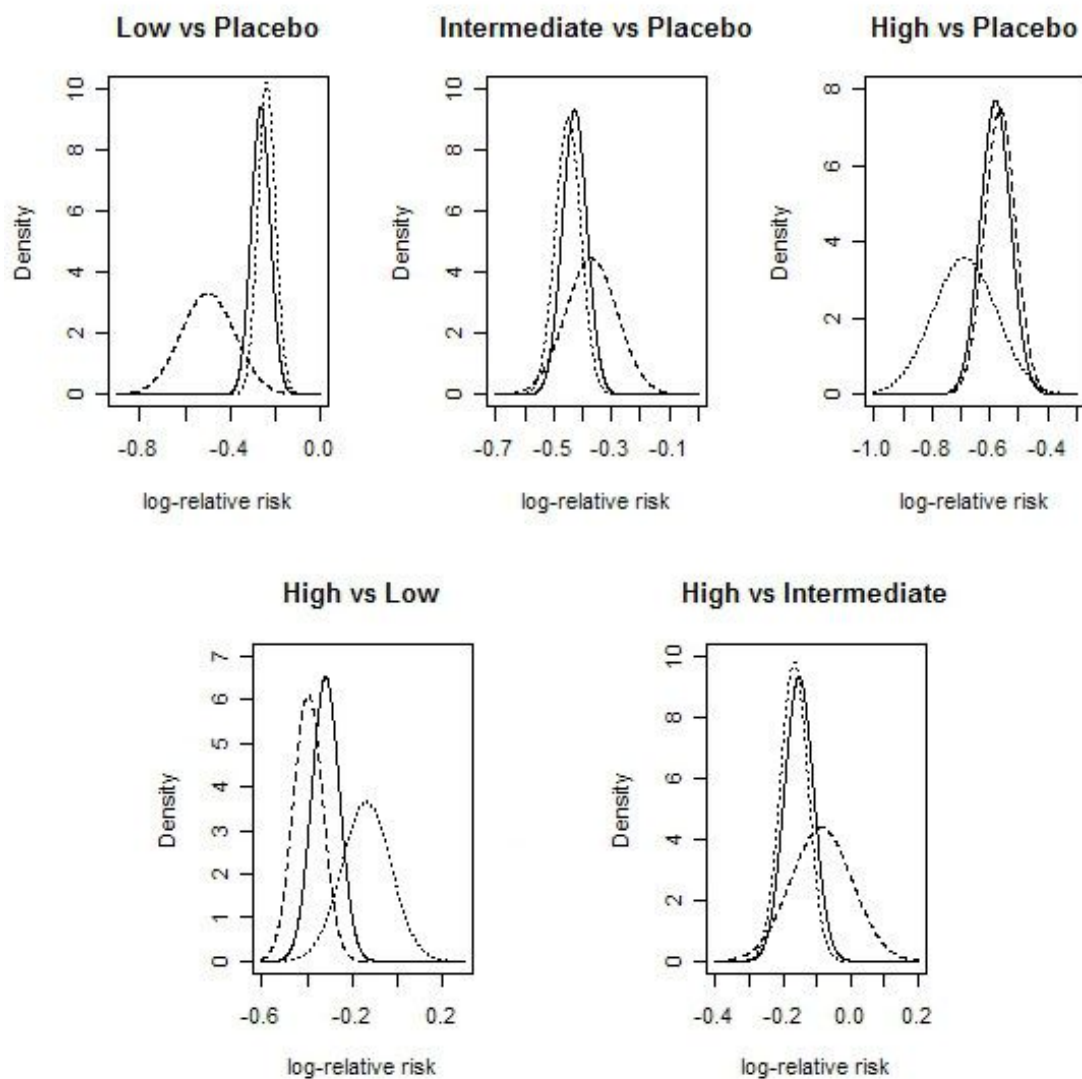 Low vs Placebo
Intermediate vs Placebo
High vs Placebo
Density
10
8
6
4
2
0
-0.8 -0.4 0.0
log-relative risk
Density
10
8
6
4
2
0
-0.7 -0.5 -0.3 -0.1
log-relative risk
Density
8
6
4
2
0
-1.0 -0.8 -0.6 -0.4
log-relative risk
High vs Low
High vs Intermediate
Density
7
6
5
4
3
2
1
0
-0.6 -0.2 0.2
log-relative risk
Density
10
8
6
4
2
0
-0.4 -0.2 0.0 0.2
log-relative risk